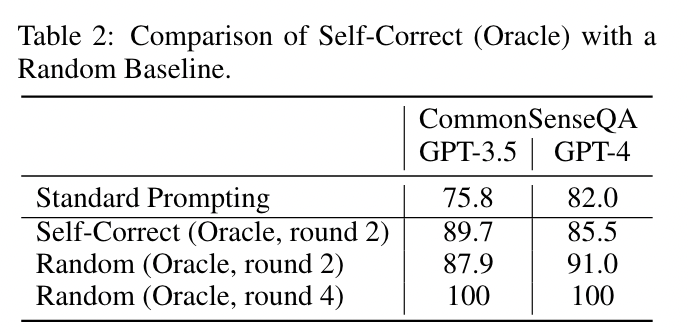 Table 2: Comparison of Self-Correct (Oracle) with a
Random Baseline.
CommonSenseQA
GPT-3.5 GPT-4
Standard Prompting 75.8 82.0
Self-Correct (Oracle, round 2) 89.7 85.5
Random (Oracle, round 2) 87.9 91.0
Random (Oracle, round 4) 100 100